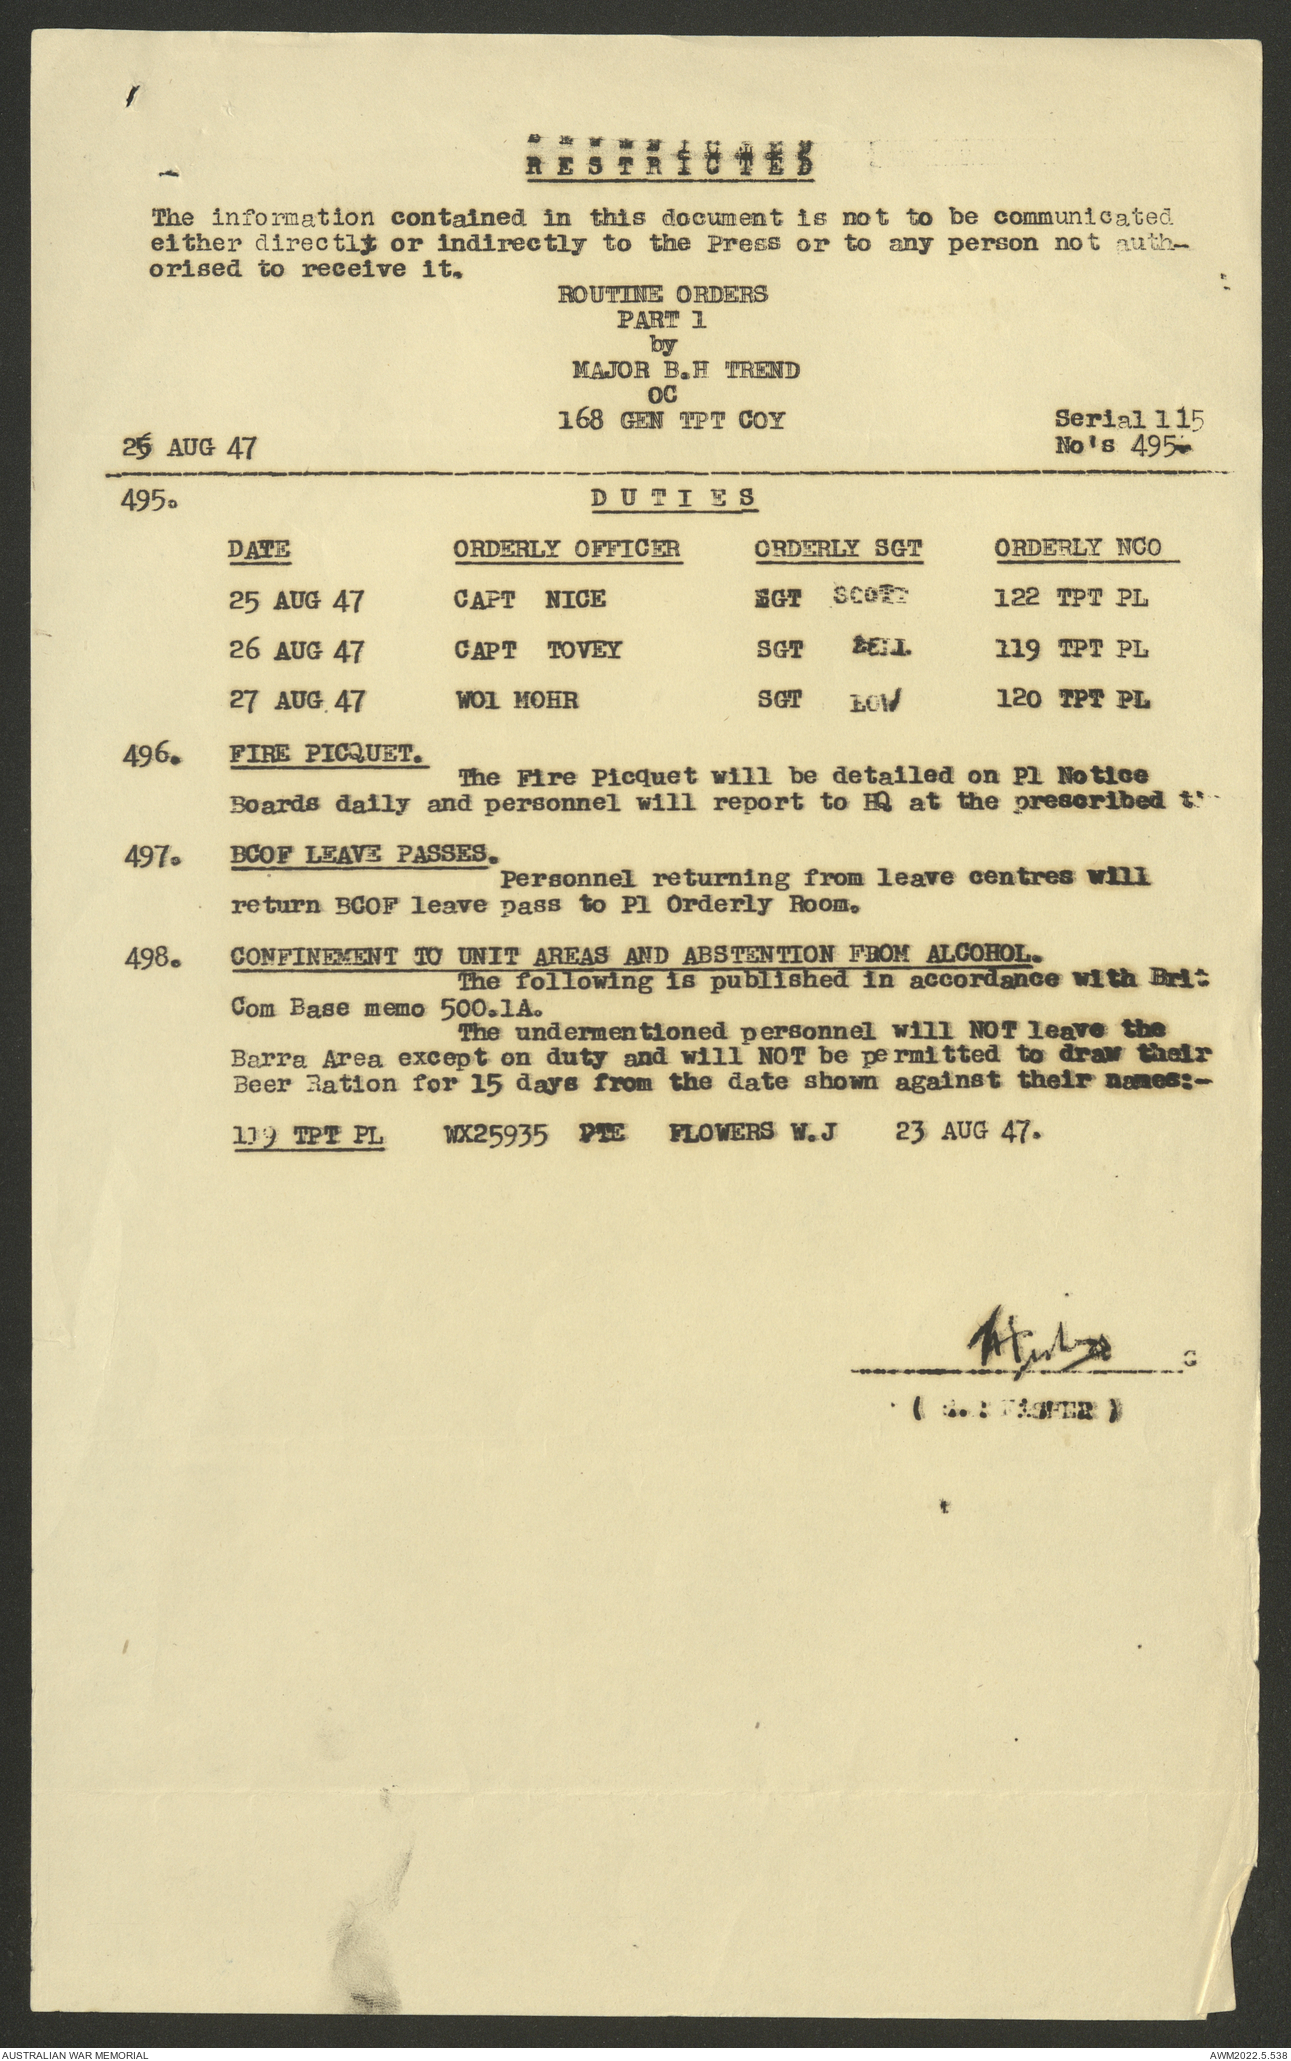 RESTRICTED
The information contained in this document is not to be communicated
either directly or indirectly to the Press or to any person not auth-
orised to receive it.
ROUTINE ORDERS
PART 1
by
MAJOR B.H TREND
OC
168 GEN TPT COY
Serial 115
AUG 47
No's 495
495. DUTIES
DATE ORDERLY OFFICER ORDERLY SGT ORDERLY NCO
25 AUG 47 CAPT NICE SGT SCOTT 122 TPT PL
26 AUG 47 CAPT TOVEY SGT BELL 119 TPT PL
27 AUG 47 WO1 MOHR SGT LOW 120 TPT PL
496. FIRE PICQUET.
The Fire Picquet will be detailed on Pl Notice
Boards daily and personnel will report to HQ at the prescribed
497. BCOF LEAVE PASSES.
Personnel returning from leave centres will
return BCOF leave pass to Pl Orderly Room.
498. CONFINEMENT TO UNIT AREAS AND ABSTENTION FROM ALCOHOL.
The following is published in accordance with Brit
Com Base memo 500.1A.
The undermentioned personnel will NOT leave the
Barra Area except on duty and will NOT be permitted to draw their
Beer Ration for 15 days from the date shown against their names:-
119 TPT PL WX25935 PTE FLOWERS W.J 23 AUG 47.
( FISHER )
AUSTRALIAN WAR MEMORIAL AWM2022.5.538